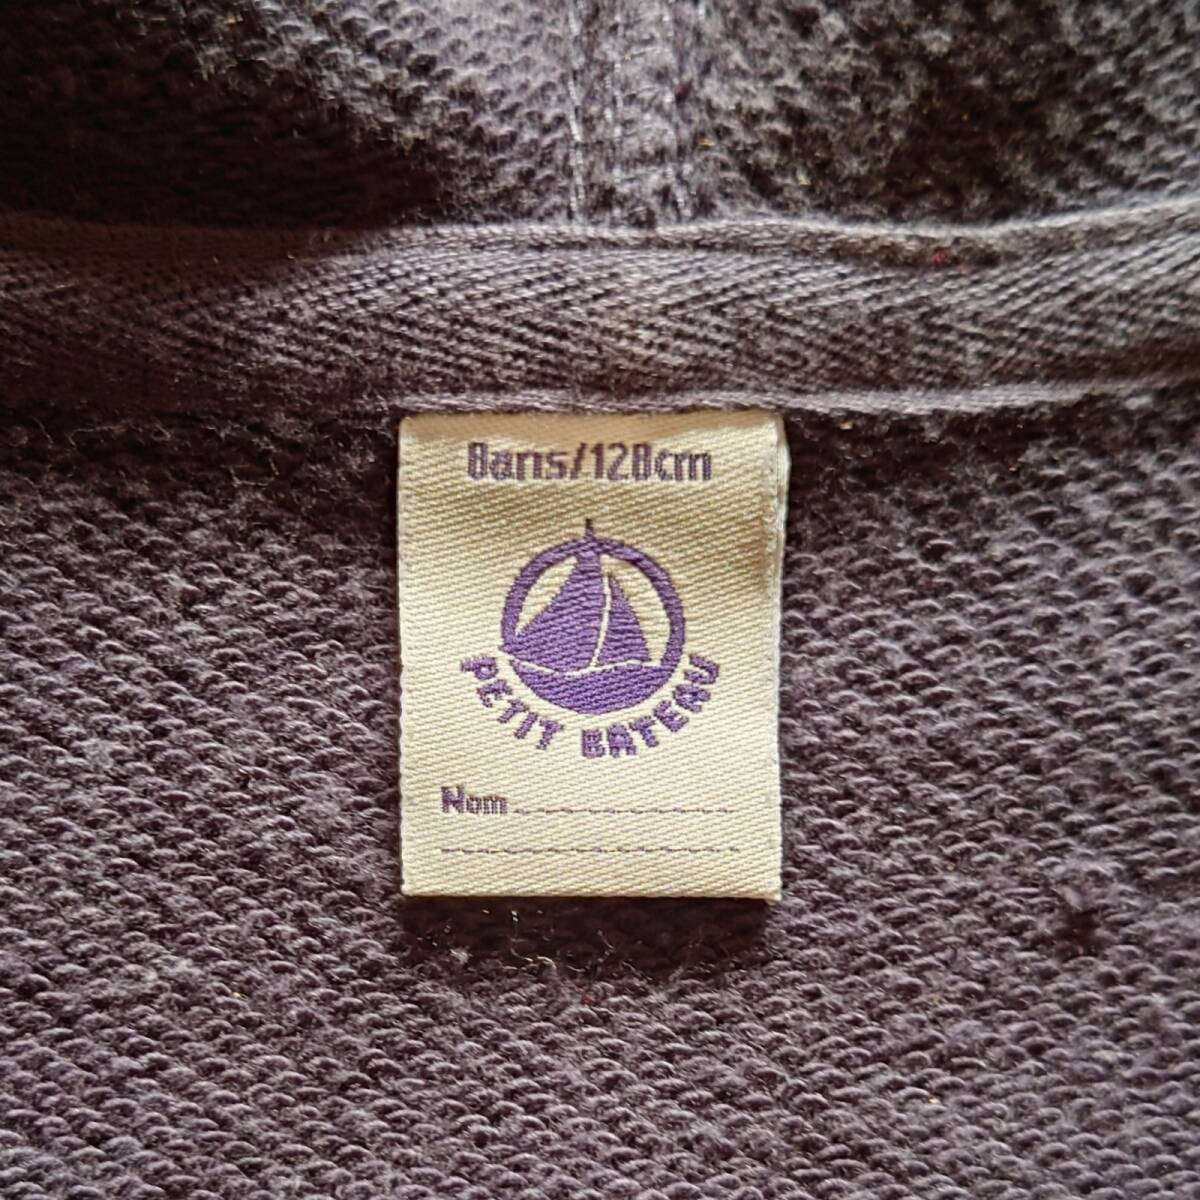 8ans/128cm
PETIT BATEAU
Nom